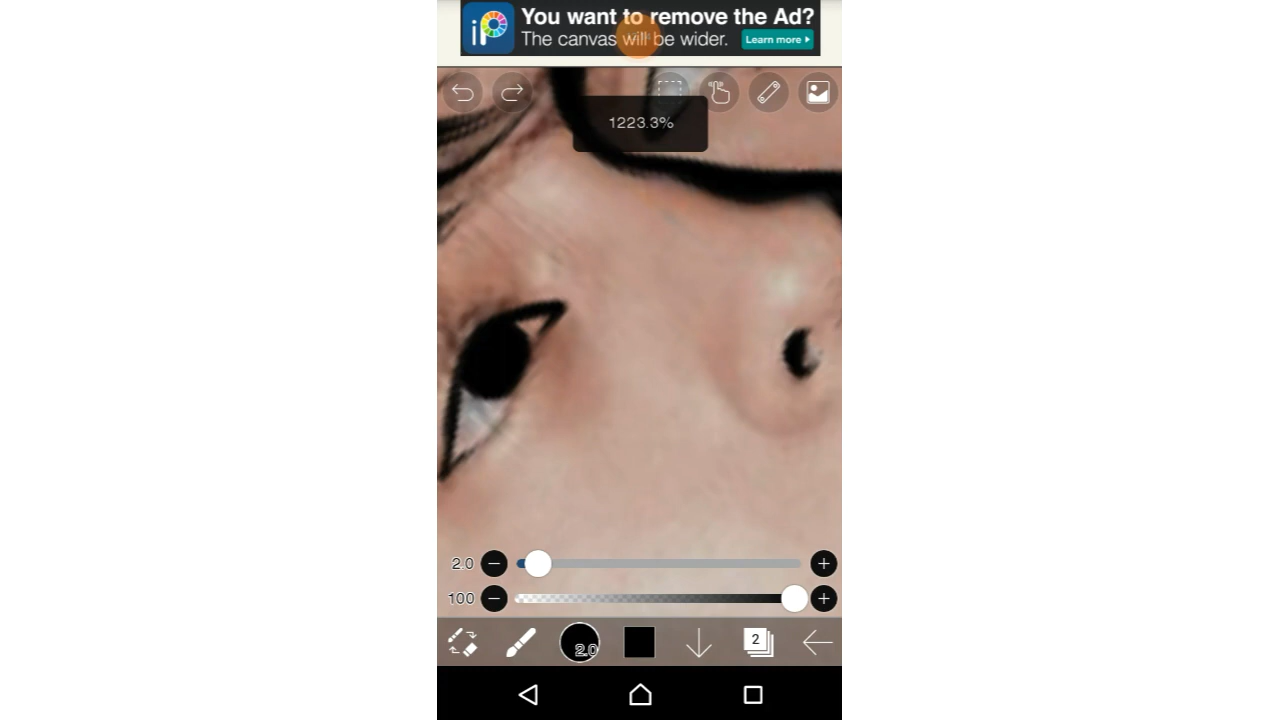 iP
You want to remove the Ad?
The canvas will be wider.
Learn more
1223.3%
2.0
100
2.0
2